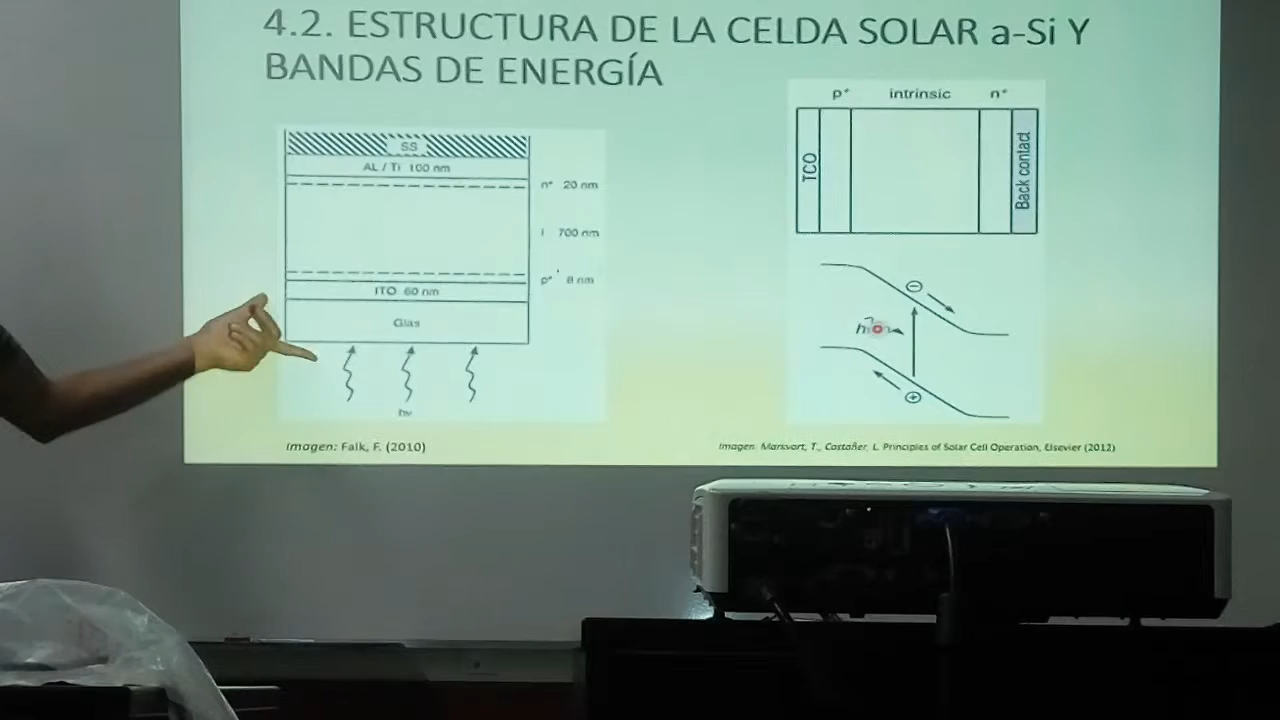 4.2. ESTRUCTURA DE LA CELDA SOLAR a-Si Y
BANDAS DE ENERGÍA
SS
AL / Ti 100 nm
n⁺ 20 nm
i 700 nm
p⁺ 8 nm
ITO 60 nm
Glas
hν
Imagen: Falk, F. (2010)
p⁺ intrinsic n⁺
TCO
Back contact
Imagen: Markvart, T., Castañer, L. Principles of Solar Cell Operation, Elsevier (2012)